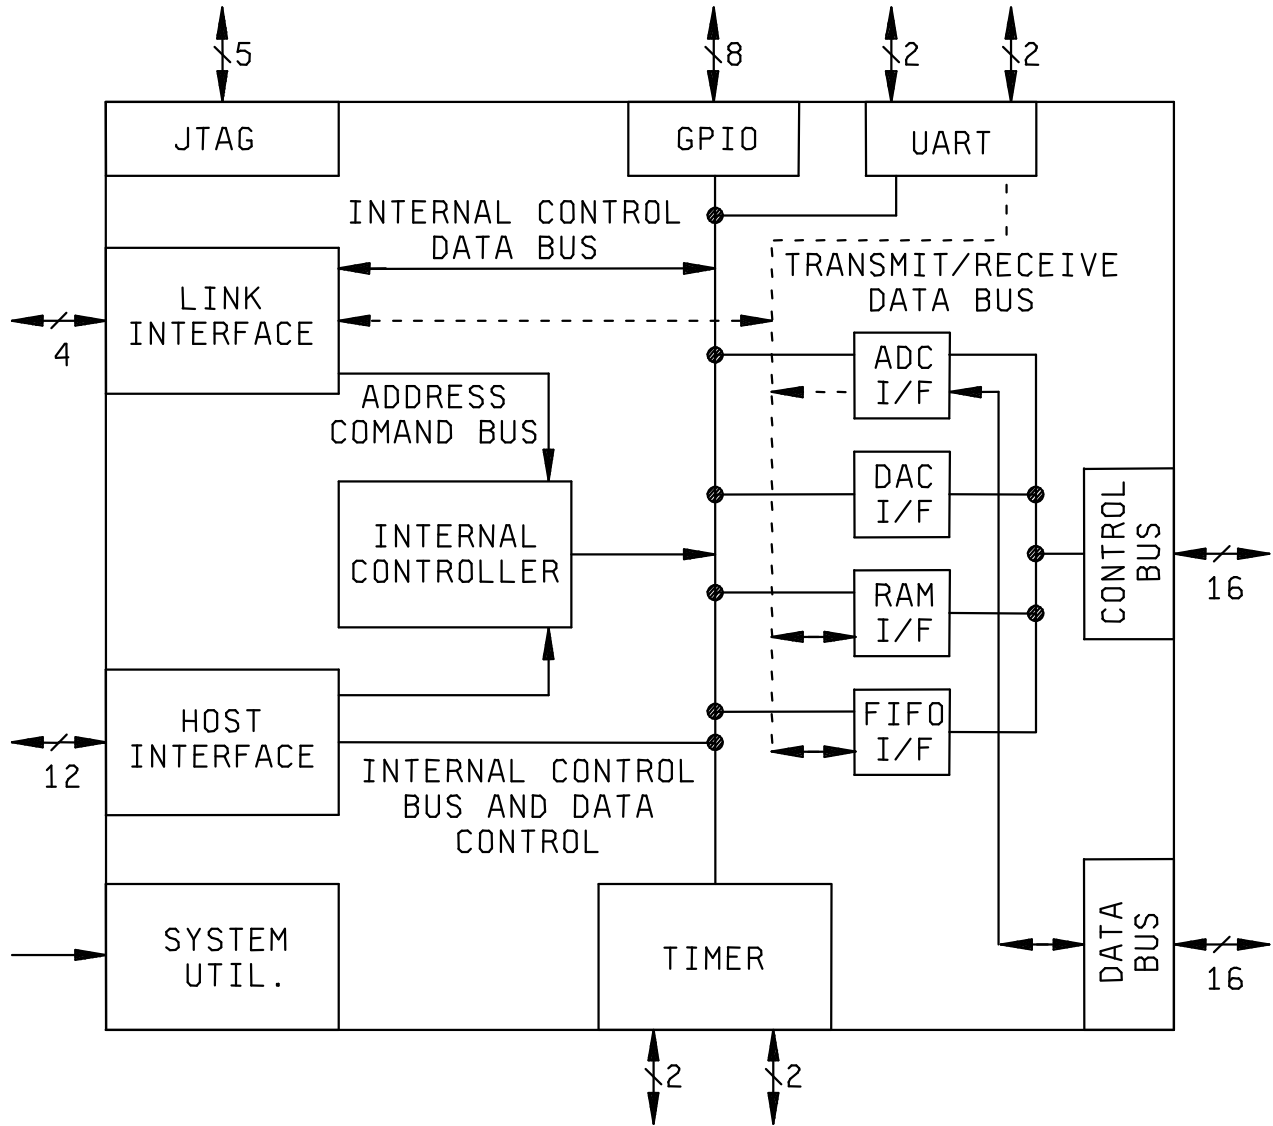 5
8
2
2
JTAG
GPIO
UART
INTERNAL CONTROL
DATA BUS
TRANSMIT/RECEIVE
DATA BUS
LINK
INTERFACE
4
ADDRESS
COMAND BUS
ADC
I/F
DAC
I/F
INTERNAL
CONTROLLER
RAM
I/F
CONTROL
BUS
16
HOST
INTERFACE
12
FIFO
I/F
INTERNAL CONTROL
BUS AND DATA
CONTROL
SYSTEM
UTIL.
TIMER
DATA
BUS
16
2
2